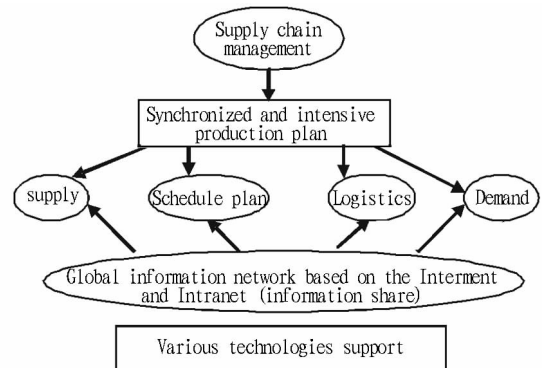 Supply chain
management
Synchronized and intensive
production plan
supply
Schedule plan
Logistics
Demand
Global information network based on the Interment
and Intranet (information share)
Various technologies support